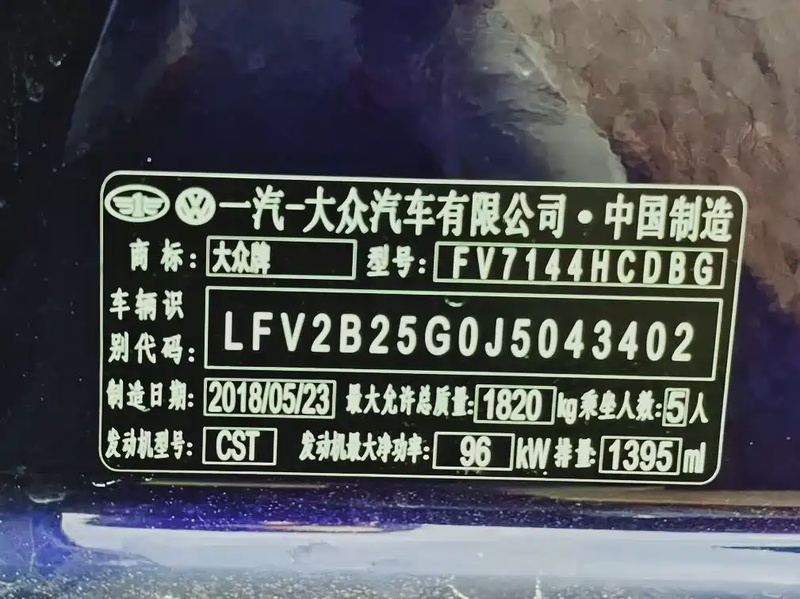 一汽-大众汽车有限公司·中国制造
商标: 大众牌 型号: FV7144HCDBG
车辆识别代码: LFV2B25G0J5043402
制造日期: 2018/05/23 最大允许总质量: 1820 kg 乘坐人数: 5 人
发动机型号: CST 发动机最大净功率: 96 kW 排量: 1395 ml